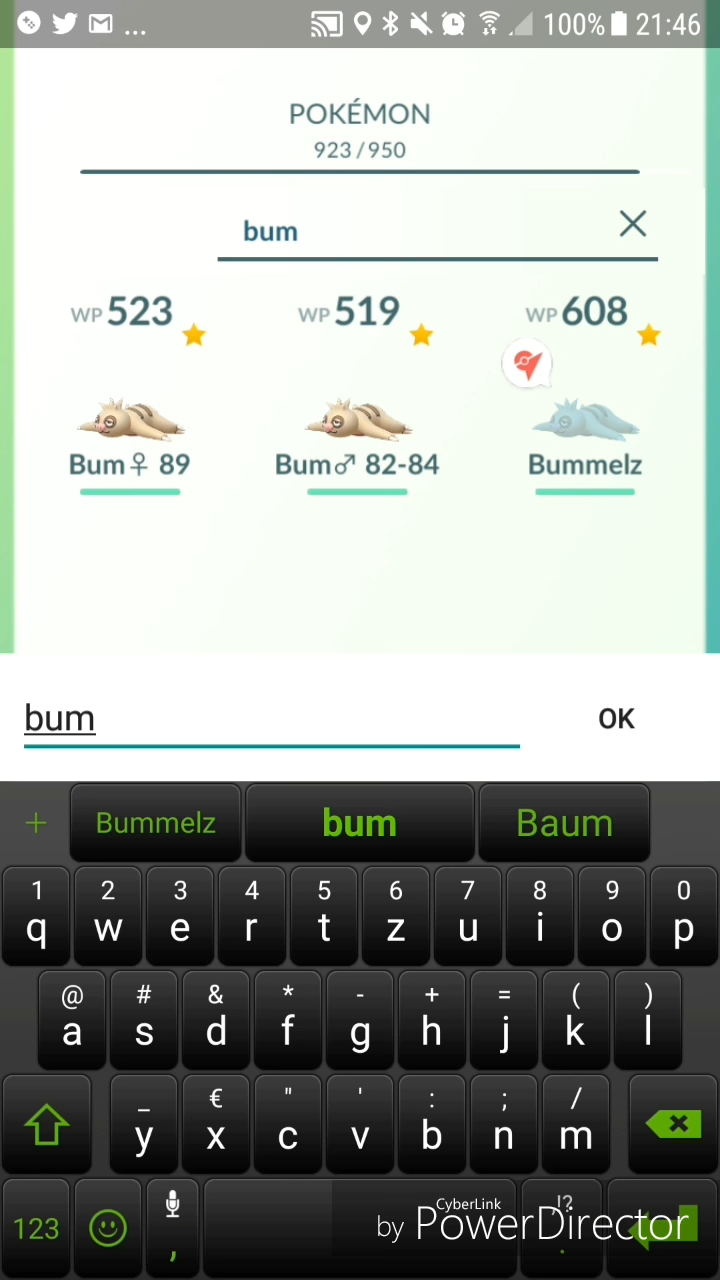 ... 100% 21:46
POKÉMON
923 / 950
bum
WP 523 WP 519 WP 608
Bum♀ 89 Bum♂ 82-84 Bummelz
bum OK
+ Bummelz bum Baum
1 2 3 4 5 6 7 8 9 0
q w e r t z u i o p
@ # & * - + = ( )
a s d f g h j k l
_ € " ' : ; /
y x c v b n m
123 , ,!? .
CyberLink
by PowerDirector